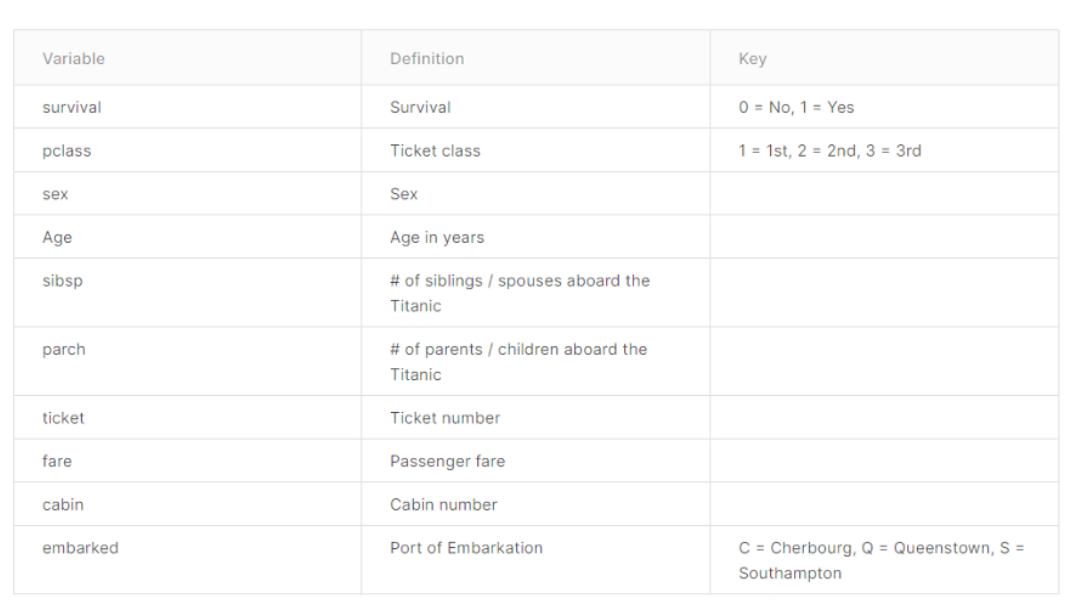 Variable Definition Key
survival Survival 0 = No, 1 = Yes
pclass Ticket class 1 = 1st, 2 = 2nd, 3 = 3rd
sex Sex
Age Age in years
sibsp # of siblings / spouses aboard the
Titanic
parch # of parents / children aboard the
Titanic
ticket Ticket number
fare Passenger fare
cabin Cabin number
embarked Port of Embarkation C = Cherbourg, Q = Queenstown, S =
Southampton